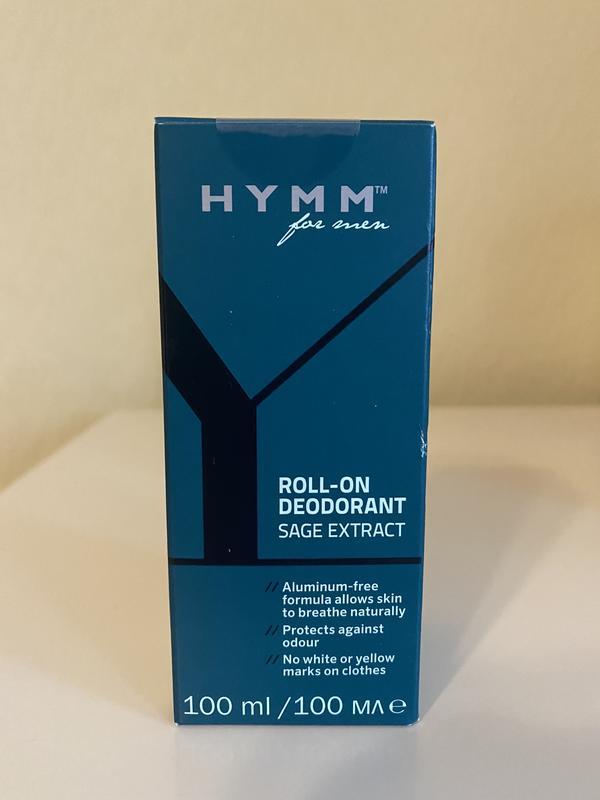 HYMM™
for men
ROLL-ON
DEODORANT
SAGE EXTRACT
// Aluminum-free
formula allows skin
to breathe naturally
// Protects against
odour
// No white or yellow
marks on clothes
100 ml / 100 мл ℮